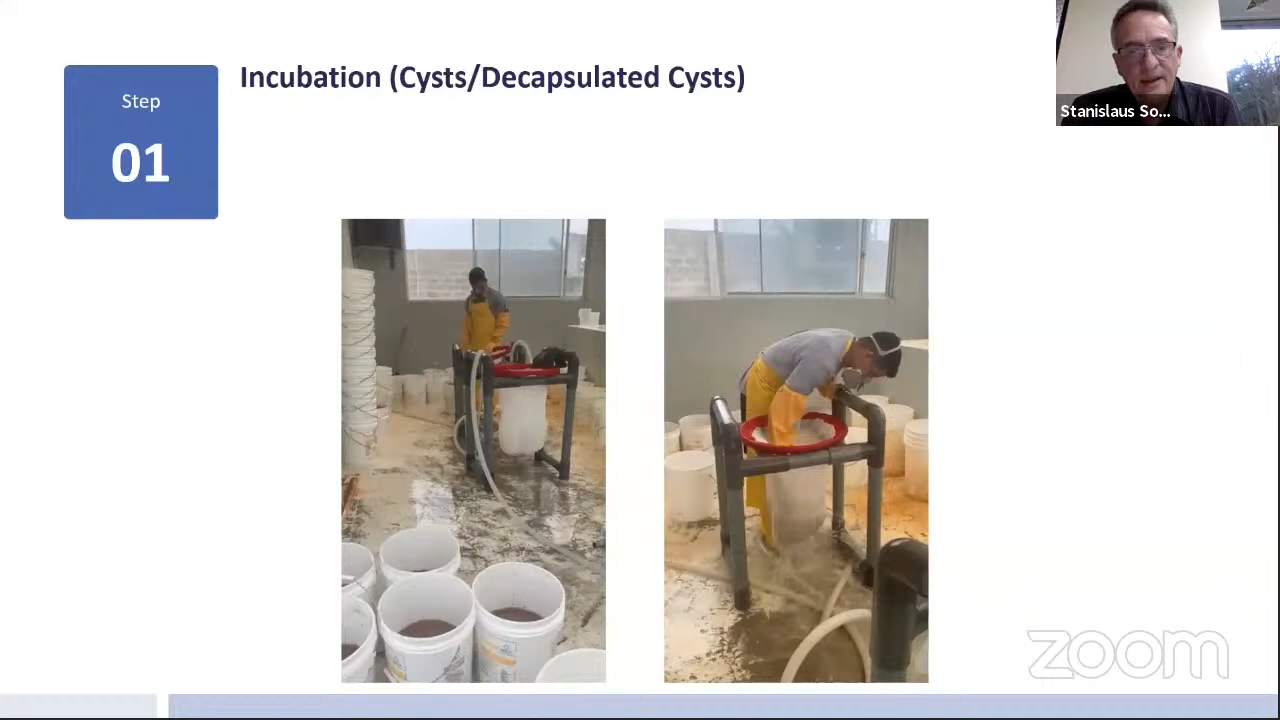 Step
01
Incubation (Cysts/Decapsulated Cysts)
Stanislaus So...
zoom